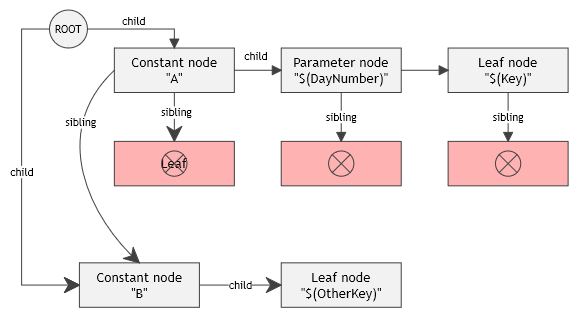 ROOT
child
Constant node
"A"
child
Parameter node
"$(DayNumber)"
Leaf node
"$(Key)"
sibling
sibling
sibling
sibling
Leaf
child
Constant node
"B"
child
Leaf node
"$(OtherKey)"